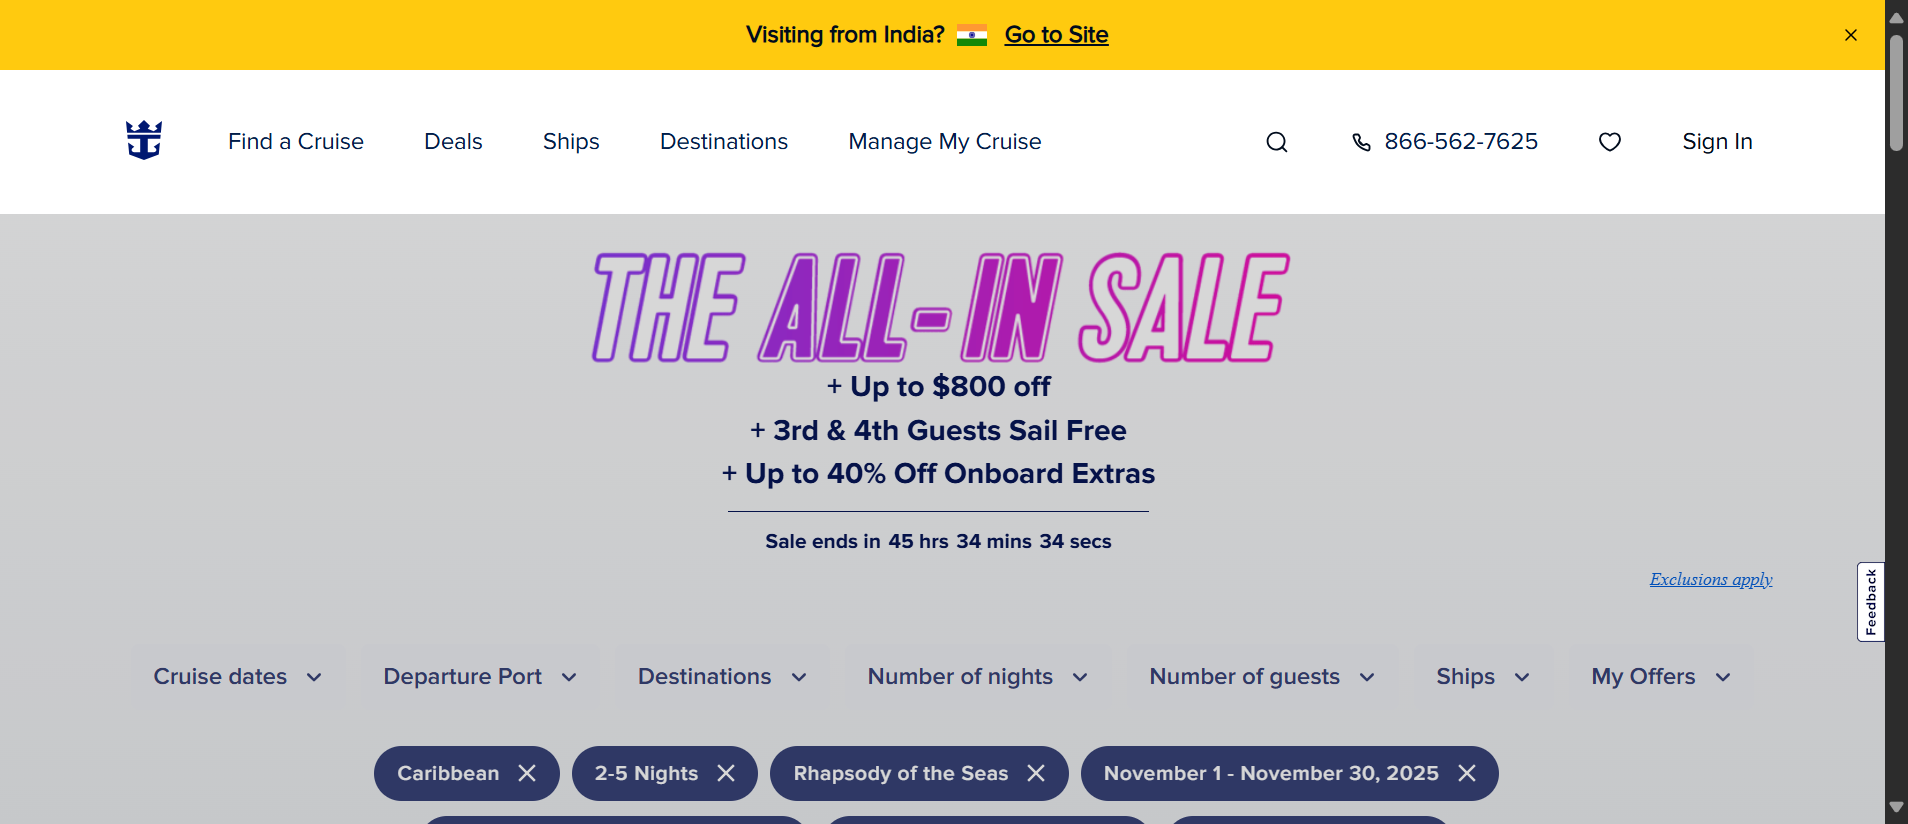 Visiting from India? Go to Site
Find a Cruise Deals Ships Destinations Manage My Cruise 866-562-7625 Sign In
THE ALL-IN SALE
+ Up to $800 off
+ 3rd & 4th Guests Sail Free
+ Up to 40% Off Onboard Extras
Sale ends in 45 hrs 34 mins 34 secs
Exclusions apply
Feedback
Cruise dates Departure Port Destinations Number of nights Number of guests Ships My Offers
Caribbean 2-5 Nights Rhapsody of the Seas November 1 - November 30, 2025